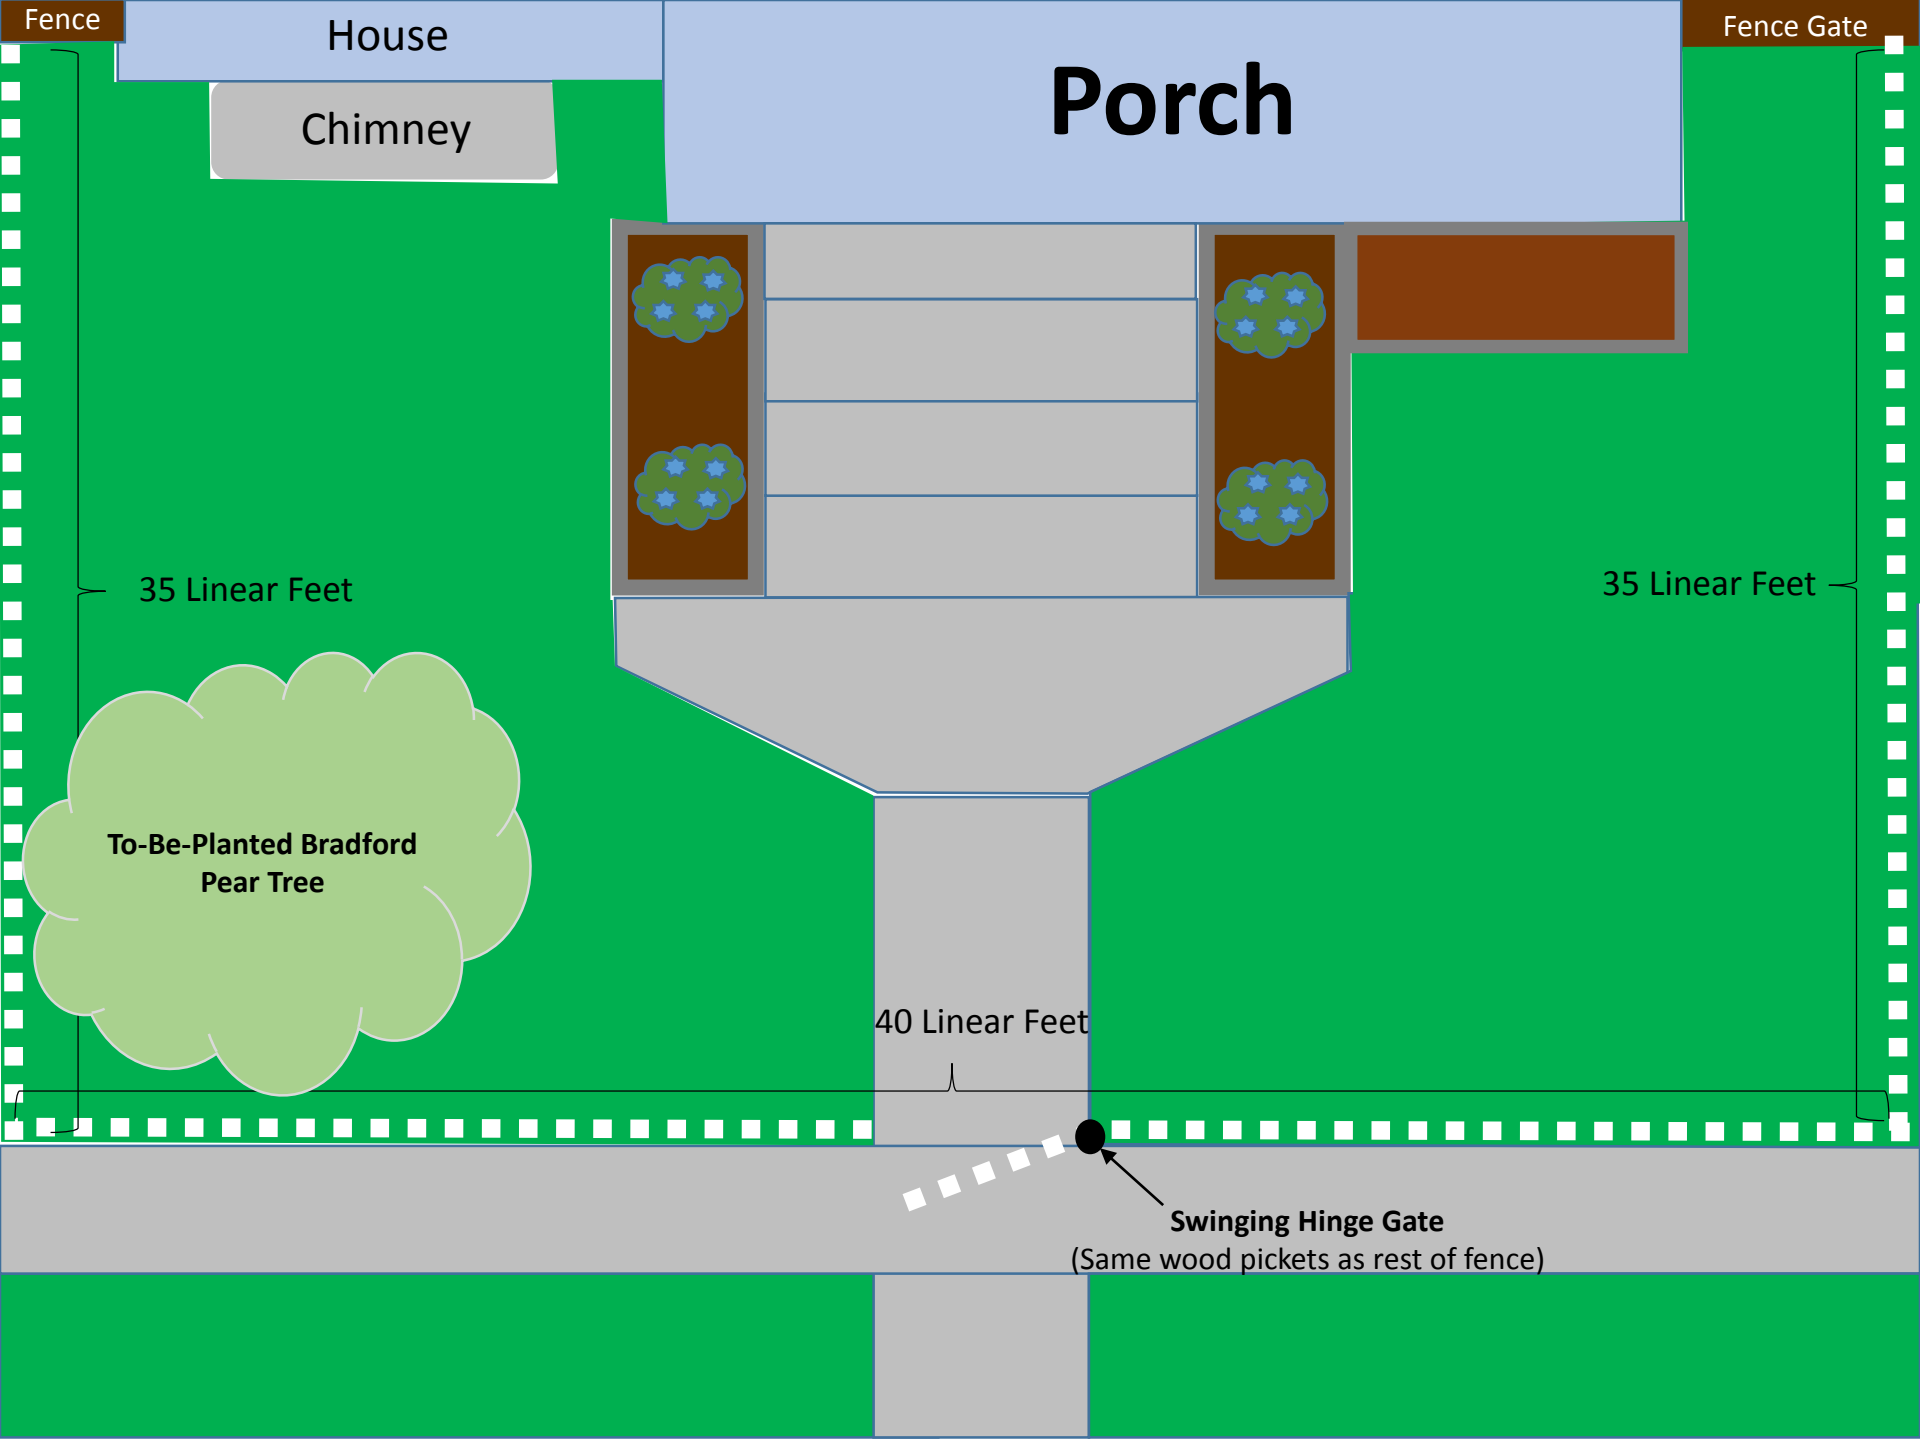 Fence
House
Fence Gate
Porch
Chimney
35 Linear Feet
35 Linear Feet
To-Be-Planted Bradford
Pear Tree
40 Linear Feet
Swinging Hinge Gate
(Same wood pickets as rest of fence)